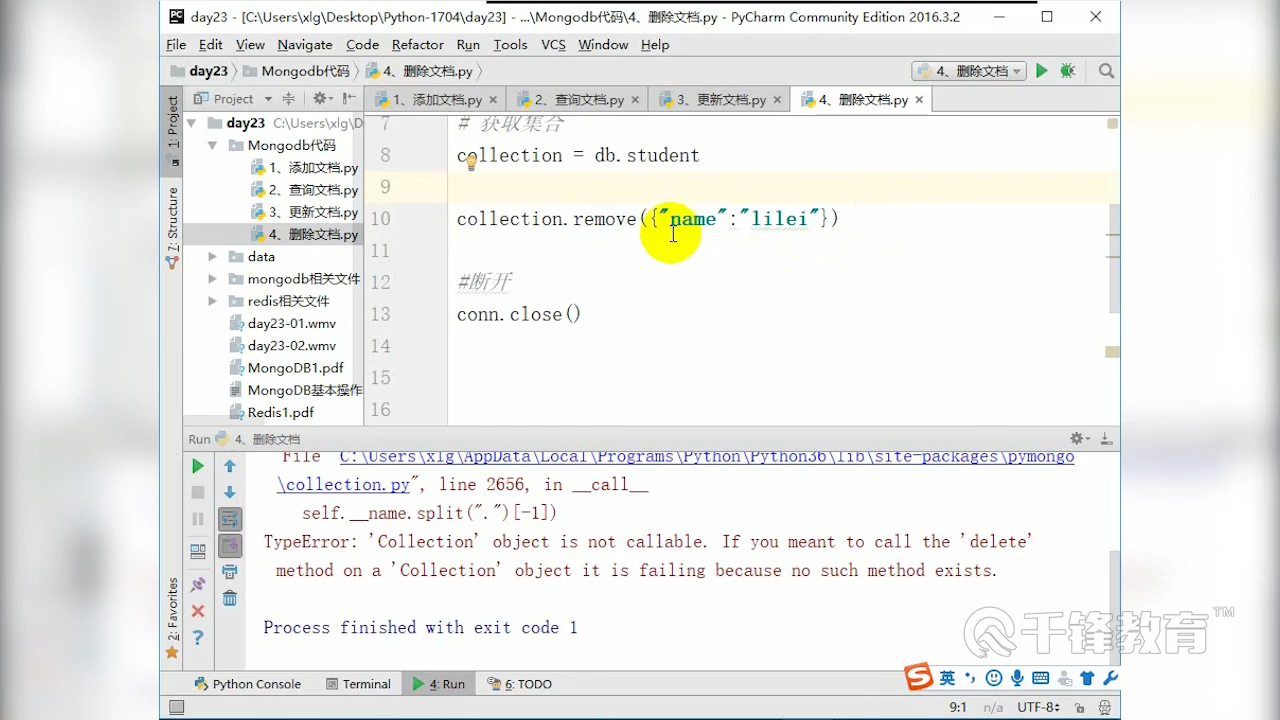 day23 - [C:\Users\xlg\Desktop\Python-1704\day23] - ...\Mongodb代码\4、删除文档.py - PyCharm Community Edition 2016.3.2
File Edit View Navigate Code Refactor Run Tools VCS Window Help
day23 Mongodb代码 4、删除文档.py 4、删除文档
Project 1、添加文档.py 2、查询文档.py 3、更新文档.py 4、删除文档.py
1: Project
7: Structure
2: Favorites
day23 C:\Users\xlg\D
Mongodb代码
1、添加文档.py
2、查询文档.py
3、更新文档.py
4、删除文档.py
data
mongodb相关文件
redis相关文件
day23-01.wmv
day23-02.wmv
MongoDB1.pdf
MongoDB基本操作
Redis1.pdf
7 # 获取集合
8 collection = db.student
9
10 collection.remove({"name":"lilei"})
11
12 #断开
13 conn.close()
14
15
16
Run 4、删除文档
File "C:\Users\xlg\AppData\Local\Programs\Python\Python36\lib\site-packages\pymongo
\collection.py", line 2656, in __call__
self.__name.split(".")[-1])
TypeError: 'Collection' object is not callable. If you meant to call the 'delete'
method on a 'Collection' object it is failing because no such method exists.
Process finished with exit code 1
千锋教育™
英
Python Console Terminal 4: Run 6: TODO
9:1 n/a UTF-8